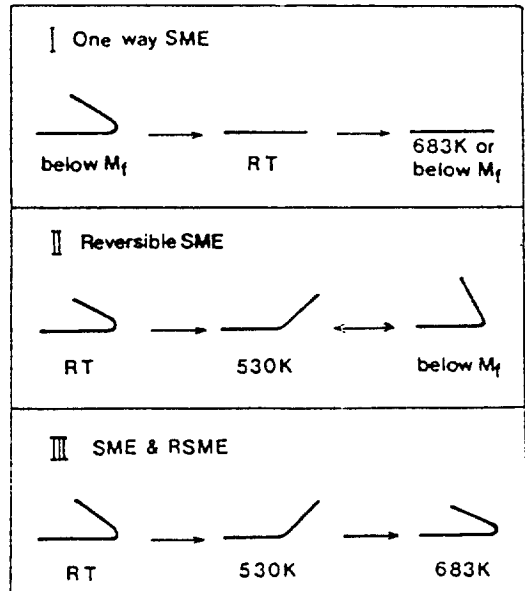 I One way SME
below Mf
RT
683K or
below Mf
II Reversible SME
RT
530K
below Mf
III SME & RSME
RT
530K
683K